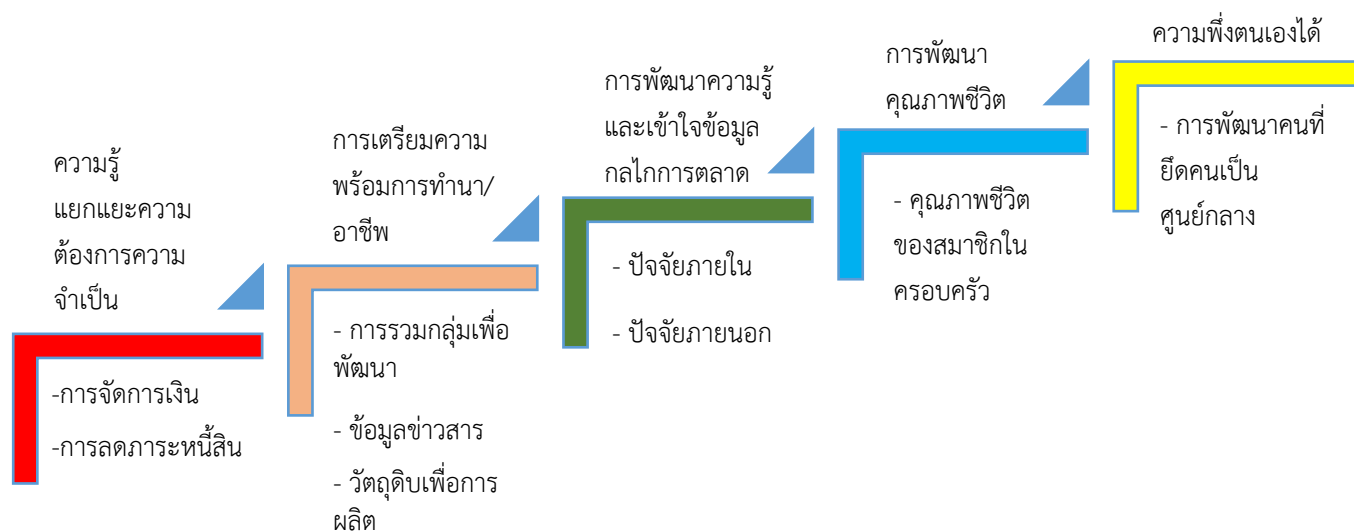 ความรู้
แยกแยะความ
ต้องการความ
จำเป็น
-การจัดการเงิน
-การลดภาระหนี้สิน
การเตรียมความ
พร้อมการทำนา/
อาชีพ
- การรวมกลุ่มเพื่อ
พัฒนา
- ข้อมูลข่าวสาร
- วัตถุดิบเพื่อการ
ผลิต
การพัฒนาความรู้
และเข้าใจข้อมูล
กลไกการตลาด
- ปัจจัยภายใน
- ปัจจัยภายนอก
การพัฒนา
คุณภาพชีวิต
- คุณภาพชีวิต
ของสมาชิกใน
ครอบครัว
ความพึ่งตนเองได้
- การพัฒนาคนที่
ยึดคนเป็น
ศูนย์กลาง